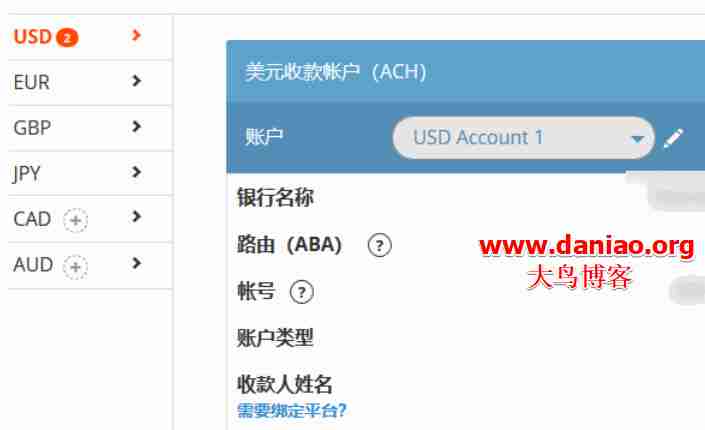 USD 2
EUR
GBP
JPY
CAD
AUD
美元收款帐户（ACH）
账户 USD Account 1
银行名称
路由（ABA） ?
帐号 ?
账户类型
收款人姓名
需要绑定平台?
www.daniao.org
大鸟博客